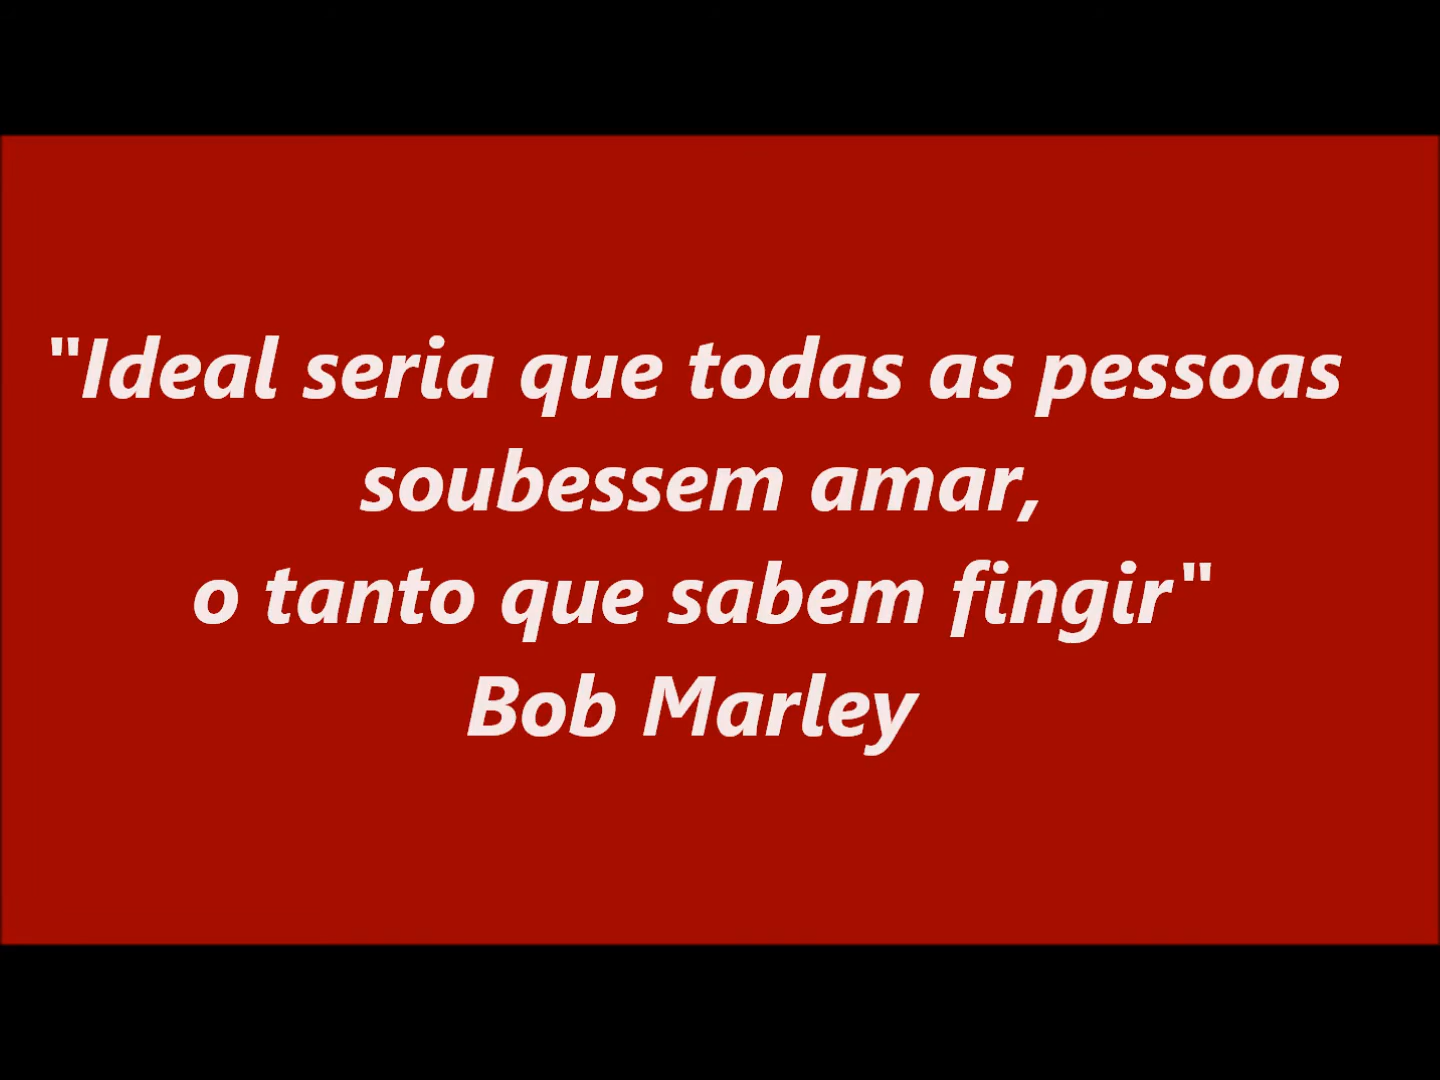 "Ideal seria que todas as pessoas
soubessem amar,
o tanto que sabem fingir"
Bob Marley